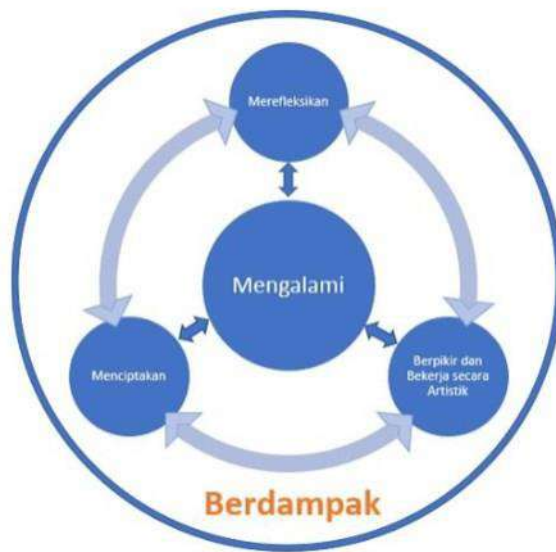 Merefleksikan
Mengalami
Menciptakan
Berpikir dan
Bekerja secara
Artistik
Berdampak